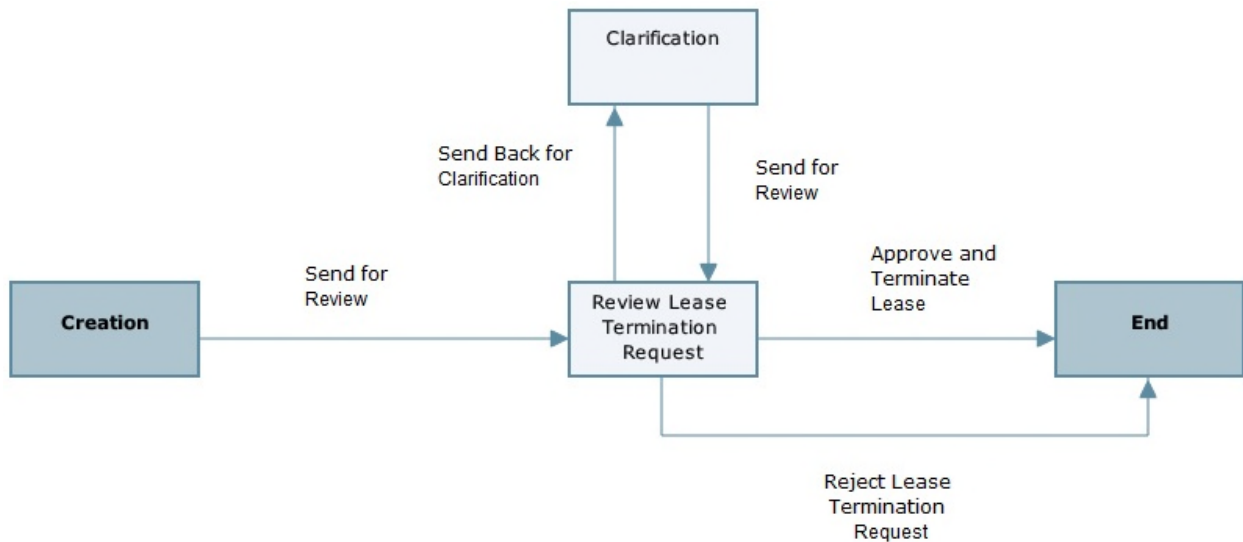 Clarification
Send Back for
Clarification
Send for
Review
Send for
Review
Approve and
Terminate
Lease
Creation
Review Lease
Termination
Request
End
Reject Lease
Termination
Request